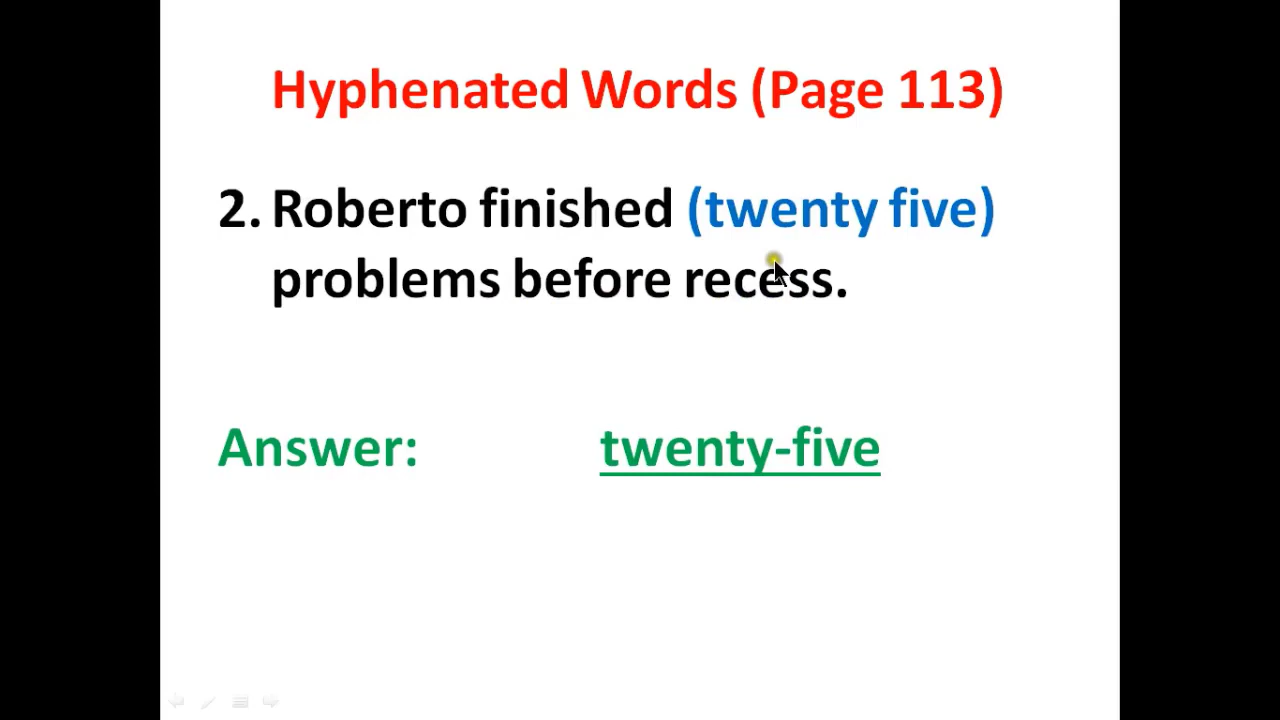 Hyphenated Words (Page 113)
2. Roberto finished (twenty five)
problems before recess.
Answer: twenty-five